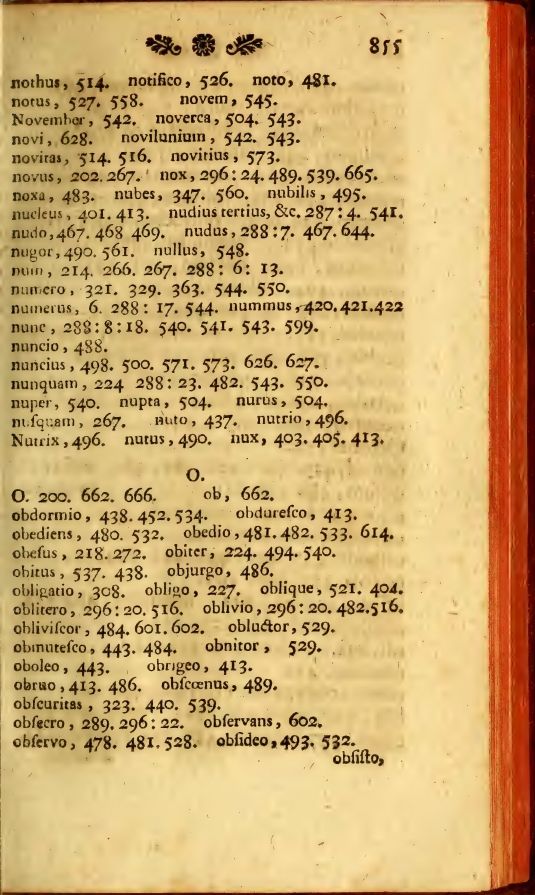 855
nothus, 514. notifico, 526. noto, 481.
notus, 527. 558. novem, 545.
November, 542. noverca, 504. 543.
novi, 628. novilunium, 542. 543.
novitas, 514. 516. novitius, 573.
novus, 202. 267. nox, 296: 24. 489. 539. 665.
noxa, 483. nubes, 347. 560. nubilis, 495.
nucleus, 401. 413. nudius tertius, &c. 287: 4. 541.
nudo, 467. 468 469. nudus, 288: 7. 467. 644.
nugor, 490. 561. nullus, 548.
num, 214. 266. 267. 288: 6: 13.
numero, 321. 329. 363. 544. 550.
numerus, 6. 288: 17. 544. nummus, 420. 421. 422
nunc, 288: 8: 18. 540. 541. 543. 599.
nuncio, 488.
nuncius, 498. 500. 571. 573. 626. 627.
nunquam, 224 288: 23. 482. 543. 550.
nuper, 540. nupta, 504. nurus, 504.
nuſquam, 267. nuto, 437. nutrio, 496.
Nutrix, 496. nutus, 490. nux, 403. 405. 413.
O.
O. 200. 662. 666. ob, 662.
obdormio, 438. 452. 534. obdureſco, 413.
obediens, 480. 532. obedio, 481. 482. 533. 614.
obeſus, 218. 272. obiter, 224. 494. 540.
obitus, 537. 438. objurgo, 486.
obligatio, 308. obligo, 227. oblique, 521. 404.
oblitero, 296: 20. 516. oblivio, 296: 20. 482. 516.
obliviſcor, 484. 601. 602. obluctor, 529.
obmuteſco, 443. 484. obnitor, 529.
oboleo, 443. obrigeo, 413.
obruo, 413. 486. obſcœnus, 489.
obſcuritas, 323. 440. 539.
obſecro, 289. 296: 22. obſervans, 602.
obſervo, 478. 481. 528. obſideo, 493. 532.
obſiſto,